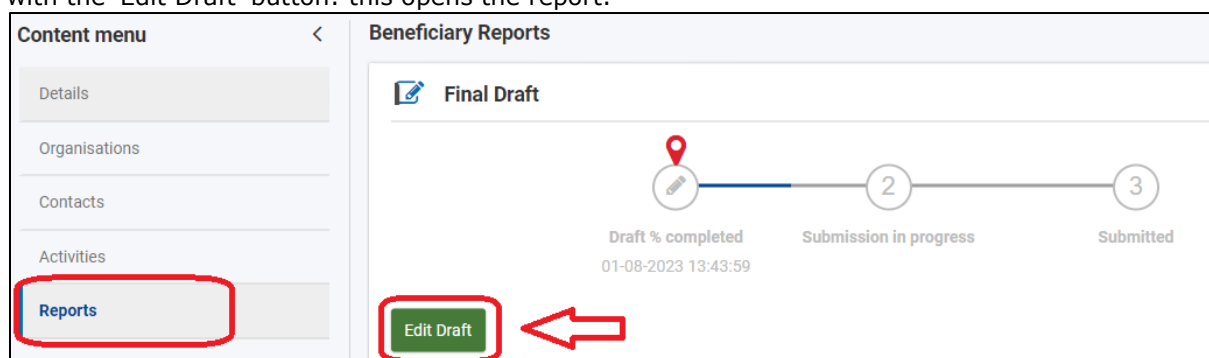 with the 'Edit Draft' button: this opens the report.
Content menu
Details
Organisations
Contacts
Activities
Reports
Beneficiary Reports
Final Draft
2
3
Draft % completed
Submission in progress
Submitted
01-08-2023 13:43:59
Edit Draft